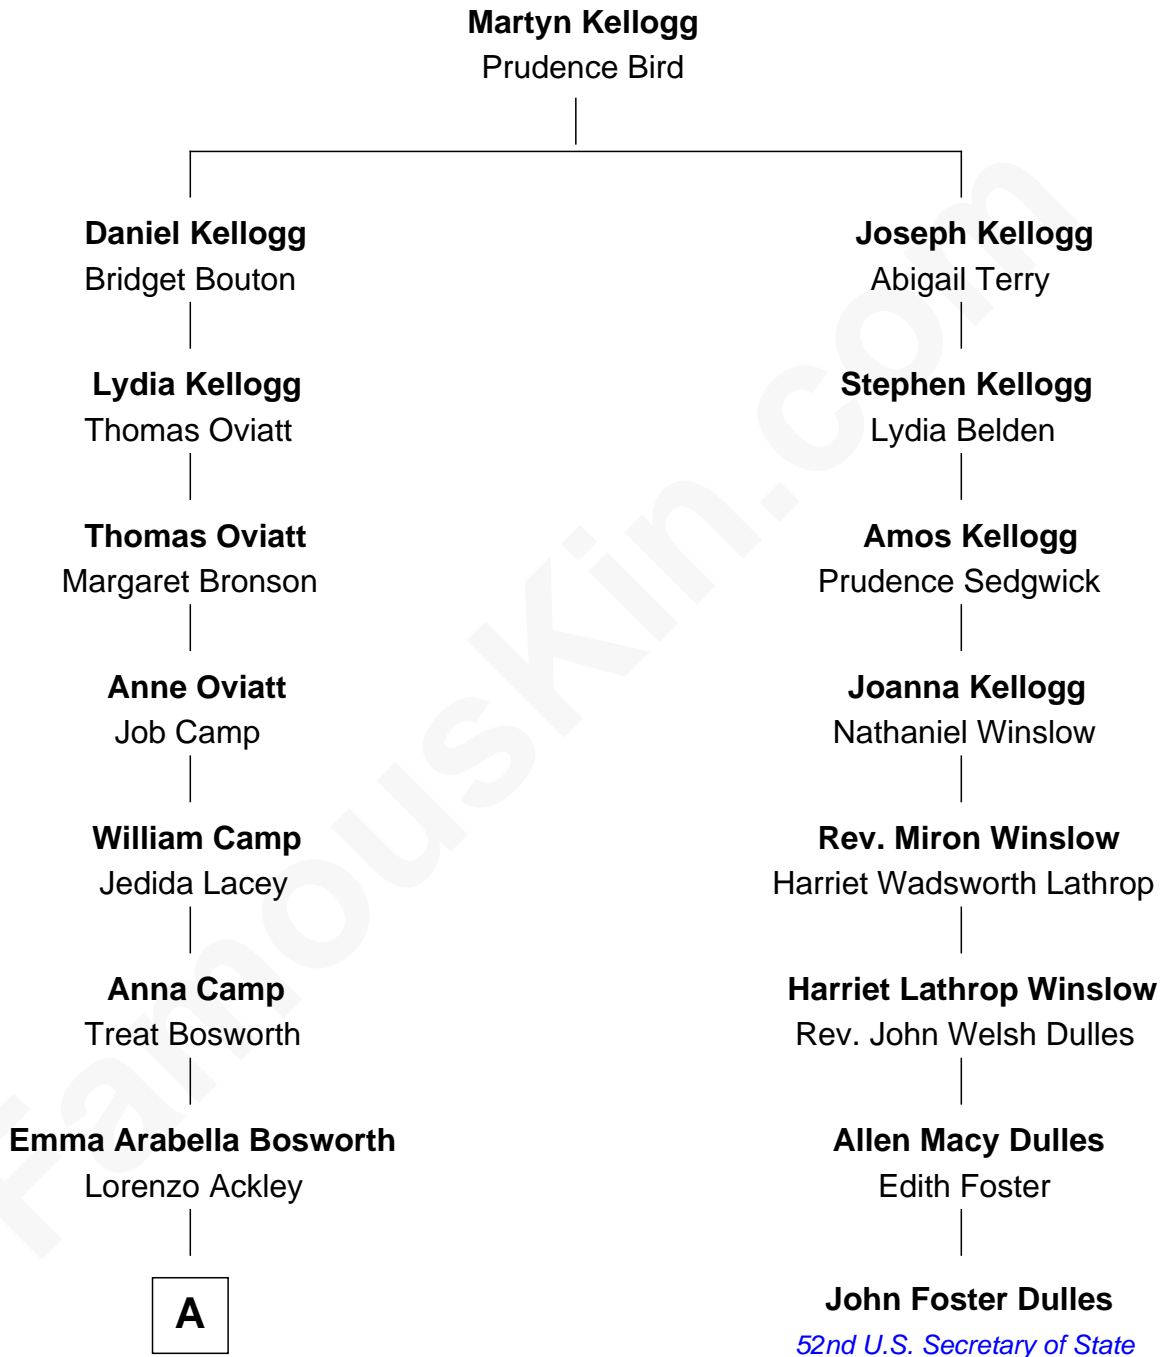 Martyn Kellogg
Prudence Bird
Daniel Kellogg
Bridget Bouton
Joseph Kellogg
Abigail Terry
Lydia Kellogg
Thomas Oviatt
Stephen Kellogg
Lydia Belden
Thomas Oviatt
Margaret Bronson
Amos Kellogg
Prudence Sedgwick
Anne Oviatt
Job Camp
Joanna Kellogg
Nathaniel Winslow
William Camp
Jedida Lacey
Rev. Miron Winslow
Harriet Wadsworth Lathrop
Anna Camp
Treat Bosworth
Harriet Lathrop Winslow
Rev. John Welsh Dulles
Emma Arabella Bosworth
Lorenzo Ackley
Allen Macy Dulles
Edith Foster
A
John Foster Dulles
52nd U.S. Secretary of State
FamousKin.com